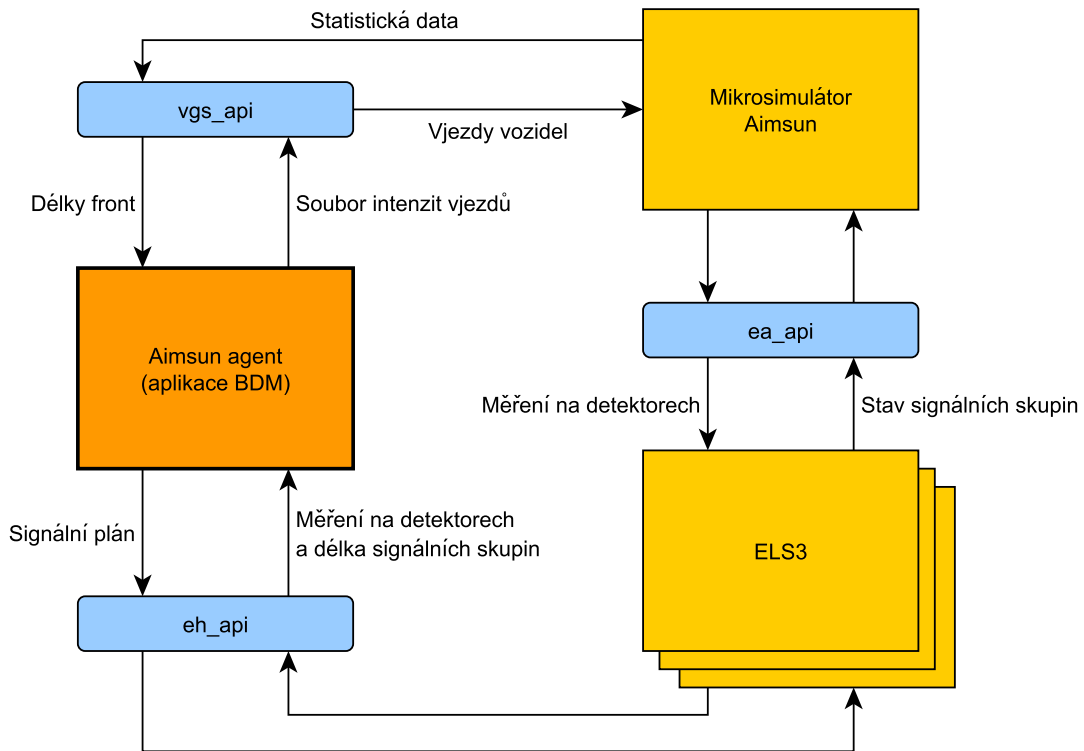 Statistická data
vgs_api
Mikrosimulátor
Aimsun
Vjezdy vozidel
Délky front
Soubor intenzit vjezdů
Aimsun agent
(aplikace BDM)
ea_api
Měření na detektorech
Stav signálních skupin
Signální plán
Měření na detektorech
a délka signálních skupin
ELS3
eh_api